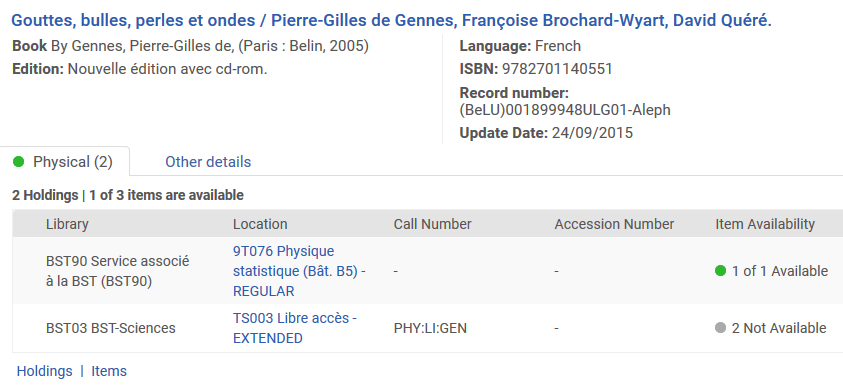 Gouttes, bulles, perles et ondes / Pierre-Gilles de Gennes, Françoise Brochard-Wyart, David Quéré.
Book By Gennes, Pierre-Gilles de, (Paris : Belin, 2005)
Edition: Nouvelle édition avec cd-rom.
Language: French
ISBN: 9782701140551
Record number:
(BeLU)001899948ULG01-Aleph
Update Date: 24/09/2015
Physical (2) Other details
2 Holdings | 1 of 3 items are available
Library Location Call Number Accession Number Item Availability
BST90 Service associé
à la BST (BST90)
9T076 Physique
statistique (Bât. B5) -
REGULAR
- - 1 of 1 Available
BST03 BST-Sciences
TS003 Libre accès -
EXTENDED
PHY:LI:GEN - 2 Not Available
Holdings | Items